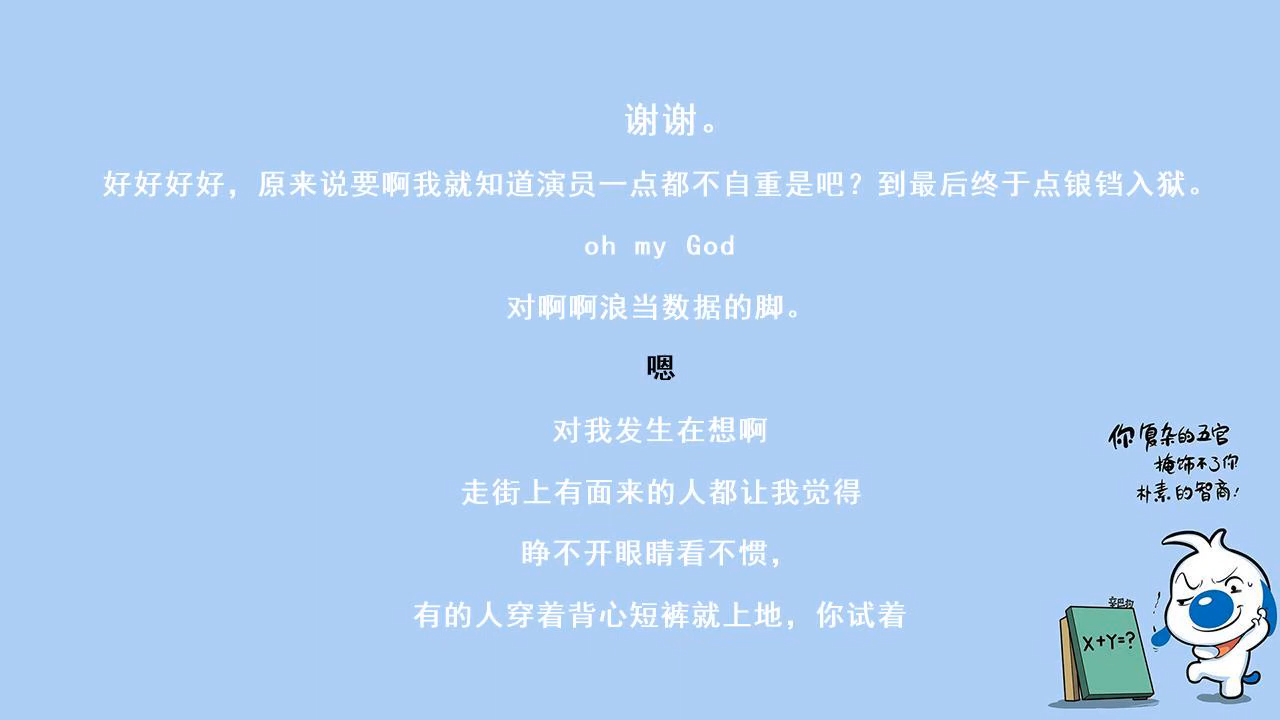 谢谢。
好好好好，原来说要啊我就知道演员一点都不自重是吧？到最后终于点锒铛入狱。
oh my God
对啊啊浪当数据的脚。
嗯
对我发生在想啊
走街上有面来的人都让我觉得
睁不开眼睛看不惯，
有的人穿着背心短裤就上地，你试着
你复杂的五官
掩饰不了你
朴素的智商！
X+Y=?